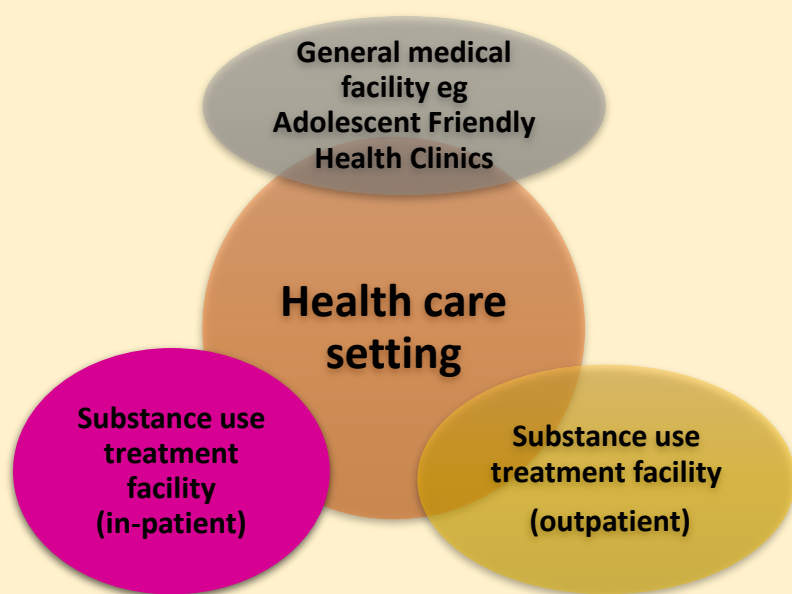 General medical
facility eg
Adolescent Friendly
Health Clinics
Health care
setting
Substance use
treatment
facility
(in-patient)
Substance use
treatment facility
(outpatient)